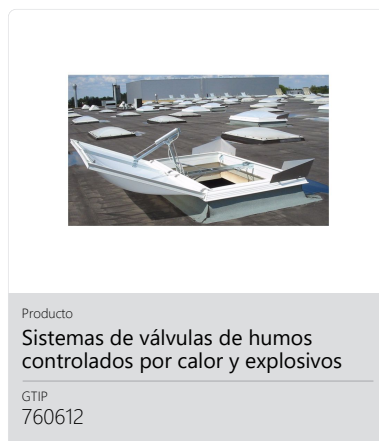 Producto
Sistemas de válvulas de humos
controlados por calor y explosivos
GTIP
760612